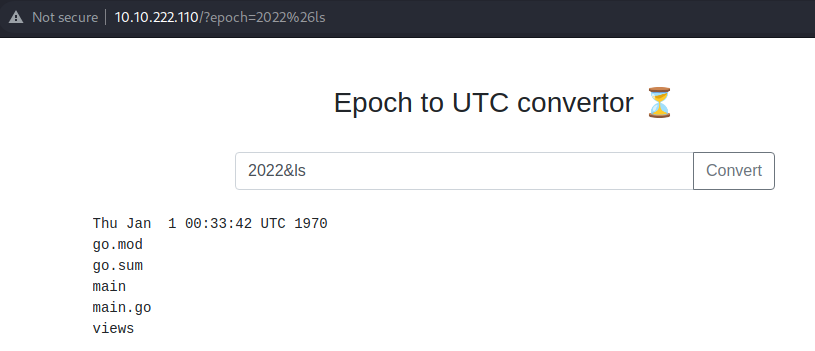 Not secure 10.10.222.110/?epoch=2022%26ls
Epoch to UTC convertor ⏳
2022&ls Convert
Thu Jan  1 00:33:42 UTC 1970
go.mod
go.sum
main
main.go
views